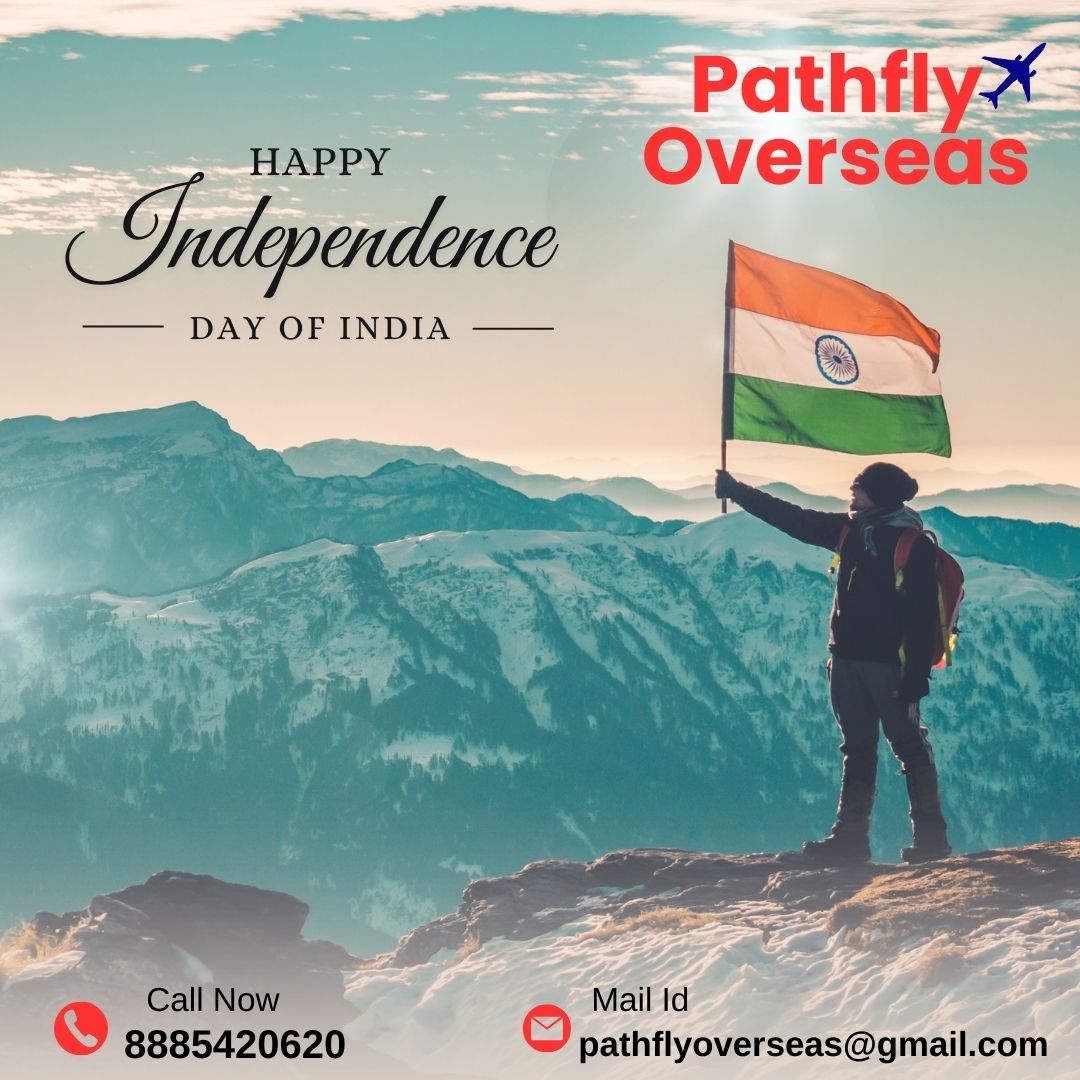 Pathfly
Overseas
HAPPY
Independence
DAY OF INDIA
Call Now
8885420620
Mail Id
pathflyoverseas@gmail.com